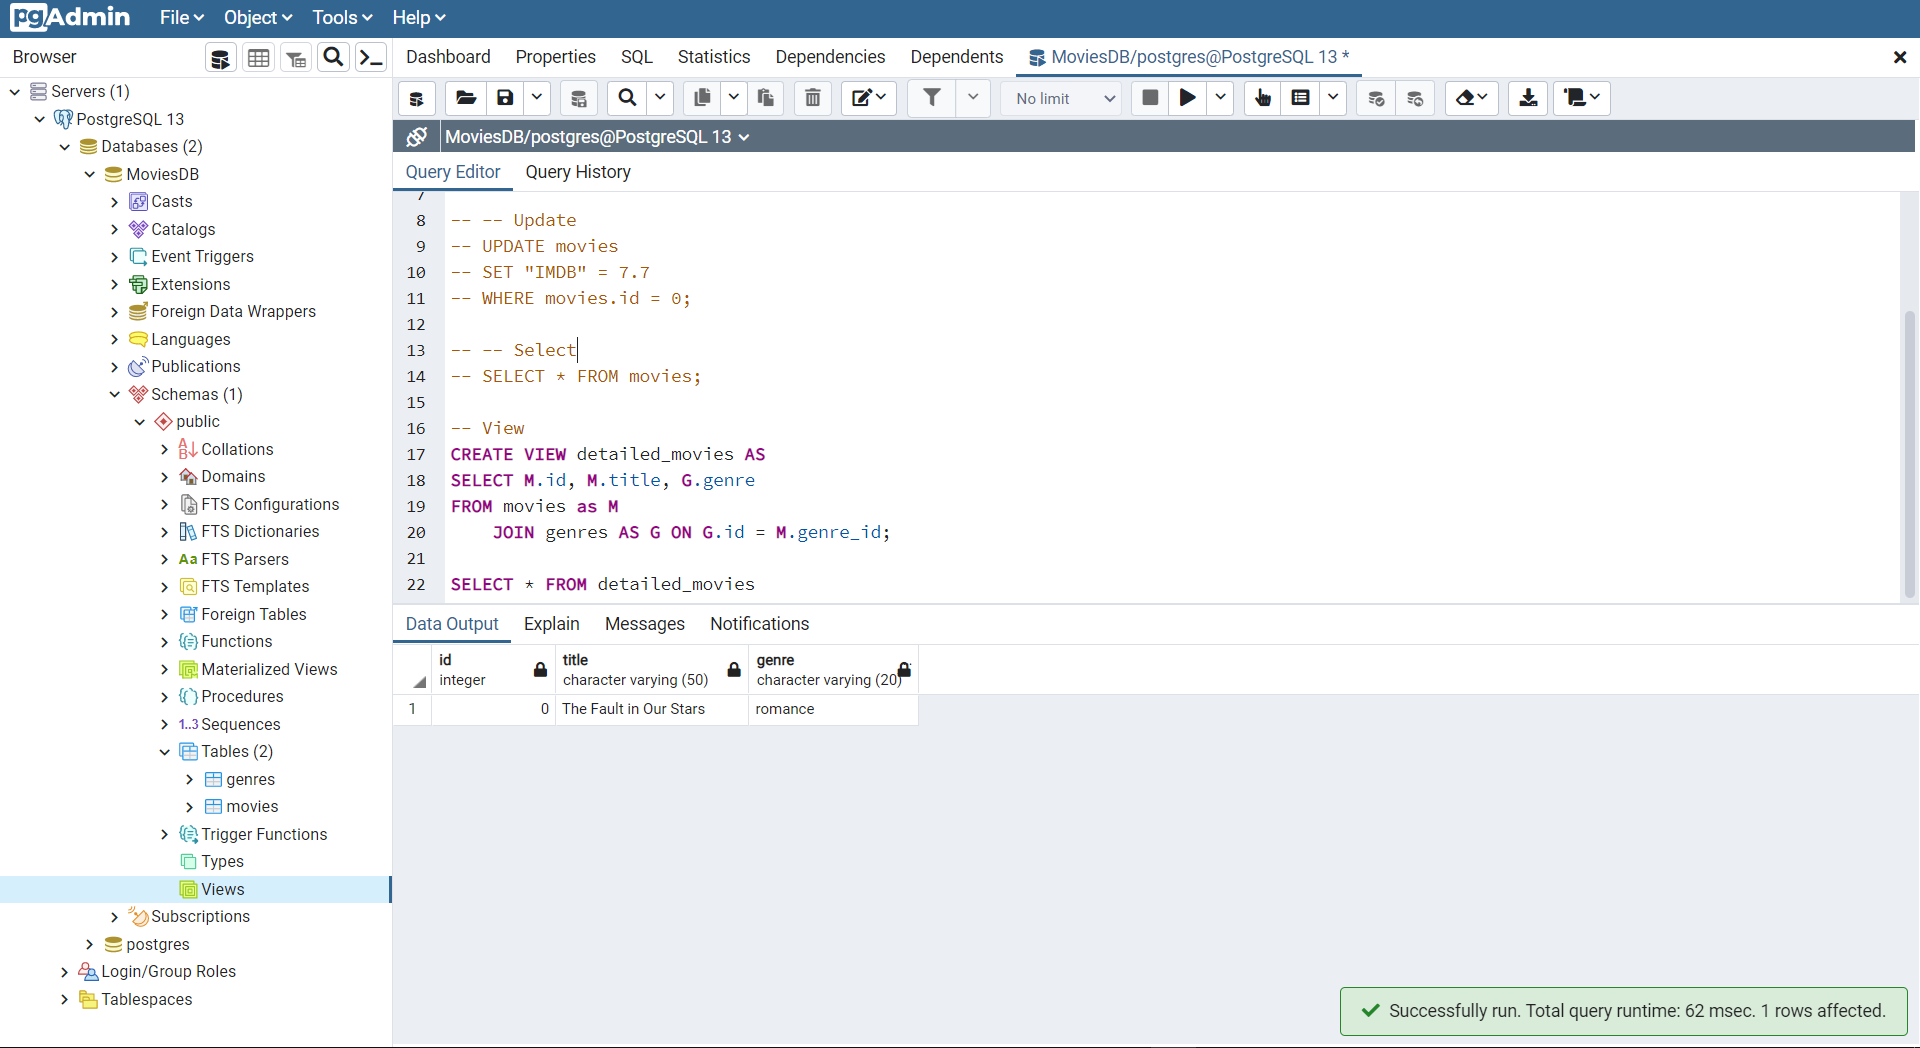 pgAdmin File Object Tools Help
Browser
Dashboard Properties SQL Statistics Dependencies Dependents MoviesDB/postgres@PostgreSQL 13 *
No limit
MoviesDB/postgres@PostgreSQL 13
Query Editor Query History
Servers (1)
PostgreSQL 13
Databases (2)
MoviesDB
Casts
Catalogs
Event Triggers
Extensions
Foreign Data Wrappers
Languages
Publications
Schemas (1)
public
Collations
Domains
FTS Configurations
FTS Dictionaries
Aa FTS Parsers
FTS Templates
Foreign Tables
Functions
Materialized Views
Procedures
1..3 Sequences
Tables (2)
genres
movies
Trigger Functions
Types
Views
Subscriptions
postgres
Login/Group Roles
Tablespaces
7
8 -- -- Update
9 -- UPDATE movies
10 -- SET "IMDB" = 7.7
11 -- WHERE movies.id = 0;
12
13 -- -- Select
14 -- SELECT * FROM movies;
15
16 -- View
17 CREATE VIEW detailed_movies AS
18 SELECT M.id, M.title, G.genre
19 FROM movies as M
20 JOIN genres AS G ON G.id = M.genre_id;
21
22 SELECT * FROM detailed_movies
Data Output Explain Messages Notifications
id title genre
integer character varying (50) character varying (20)
1 0 The Fault in Our Stars romance
Successfully run. Total query runtime: 62 msec. 1 rows affected.